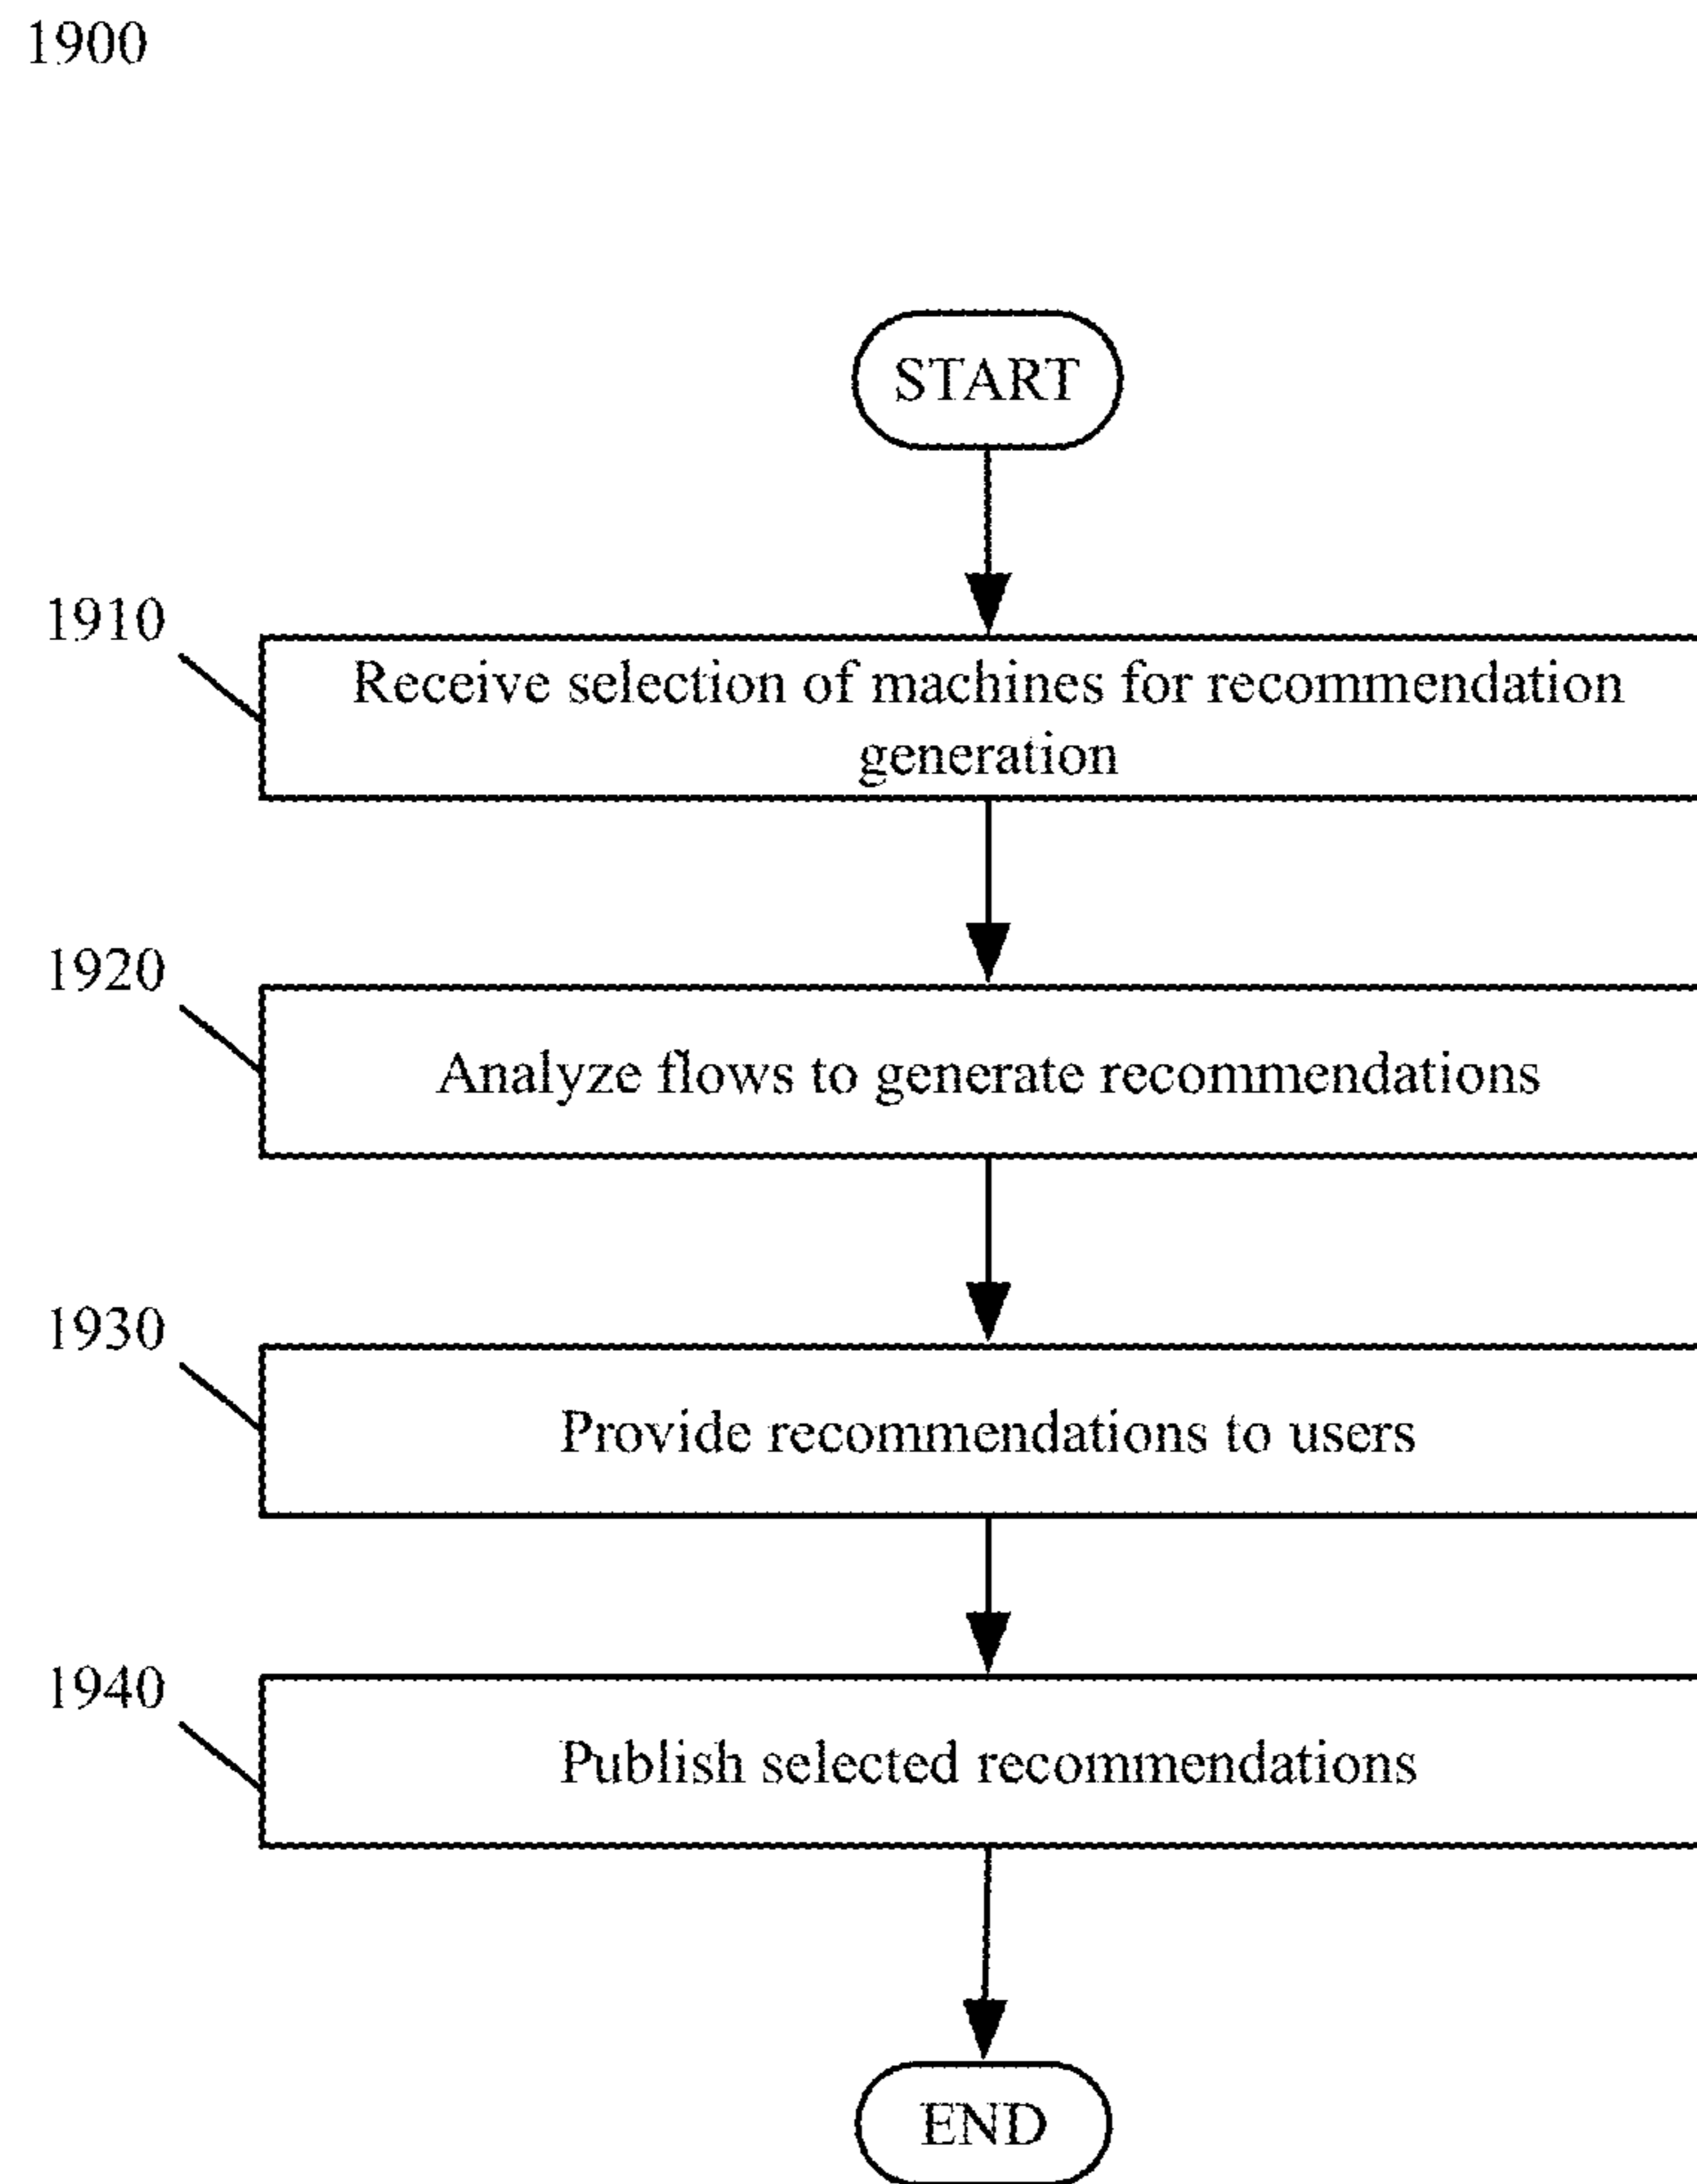 1900
START
1910
Receive selection of machines for recommendation
generation
1920
Analyze flows to generate recommendations
1930
Provide recommendations to users
1940
Publish selected recommendations
END